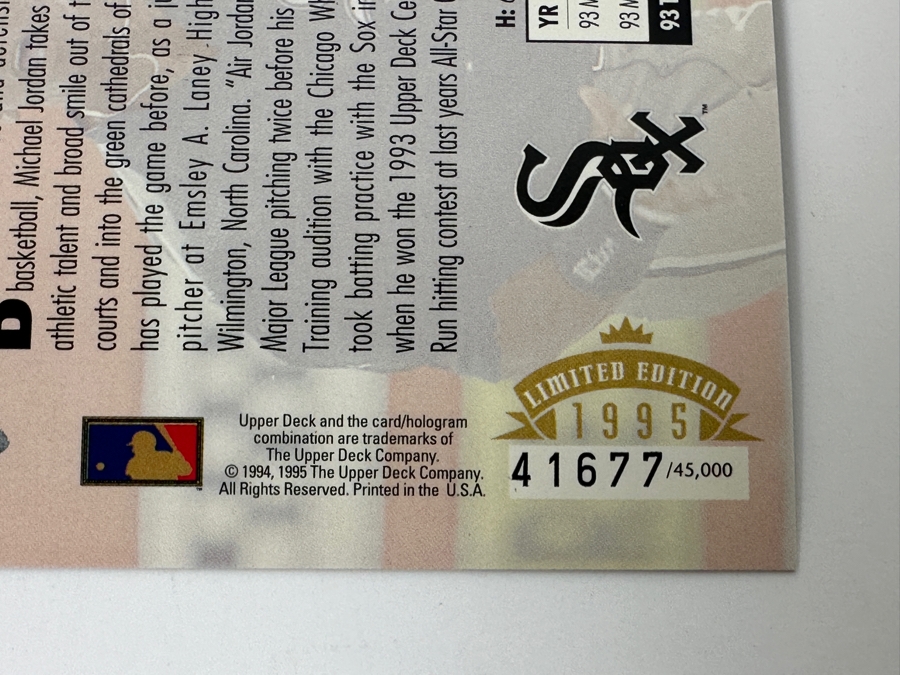 basketball, Michael Jordan takes
athletic talent and broad smile out of
courts and into the green cathedrals of
has played the game before, as a
pitcher at Emsley A. Laney High
Wilmington, North Carolina. "Air Jordan
Major League pitching twice before his
Training audition with the Chicago
took batting practice with the Sox
when he won the 1993 Upper Deck
Run hitting contest at last years All-Star
H:
YR
93
93
93
Sox
TM
LIMITED EDITION
1995
41677/45,000
Upper Deck and the card/hologram
combination are trademarks of
The Upper Deck Company.
© 1994, 1995 The Upper Deck Company.
All Rights Reserved. Printed in the U.S.A.